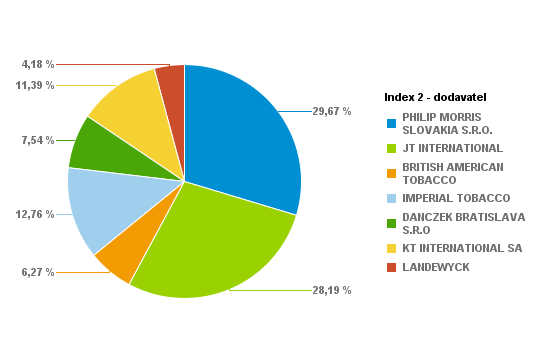 4,18 %
11,39 %
7,54 %
12,76 %
6,27 %
29,67 %
28,19 %
Index 2 - dodavatel
PHILIP MORRIS
SLOVAKIA S.R.O.
JT INTERNATIONAL
BRITISH AMERICAN
TOBACCO
IMPERIAL TOBACCO
DANCZEK BRATISLAVA
S.R.O
KT INTERNATIONAL SA
LANDEWYCK